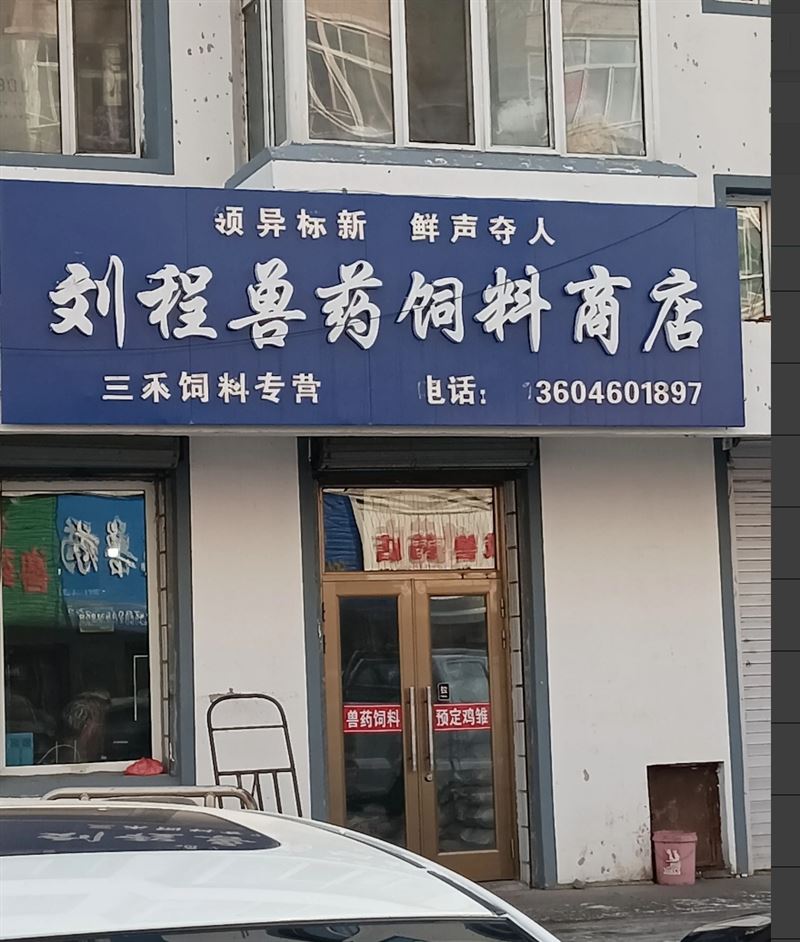 领异标新 鲜声夺人
刘程兽药饲料商店
三禾饲料专营 电话: 13604601897
兽药饲料 预定鸡雏